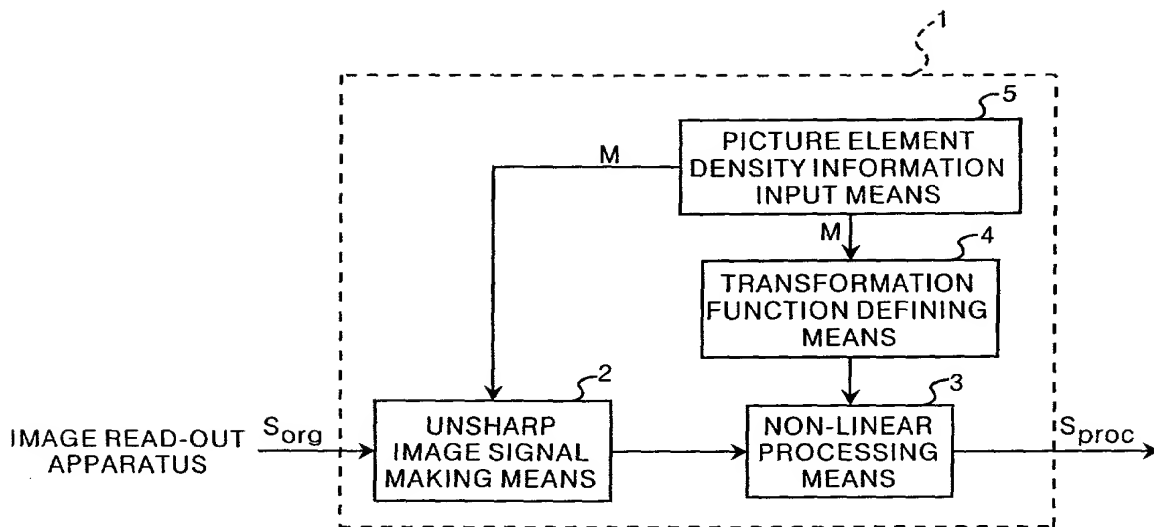 1
5
PICTURE ELEMENT
DENSITY INFORMATION
INPUT MEANS
M
M
4
TRANSFORMATION
FUNCTION DEFINING
MEANS
2
3
IMAGE READ-OUT
APPARATUS
Sorg
UNSHARP
IMAGE SIGNAL
MAKING MEANS
NON-LINEAR
PROCESSING
MEANS
Sproc